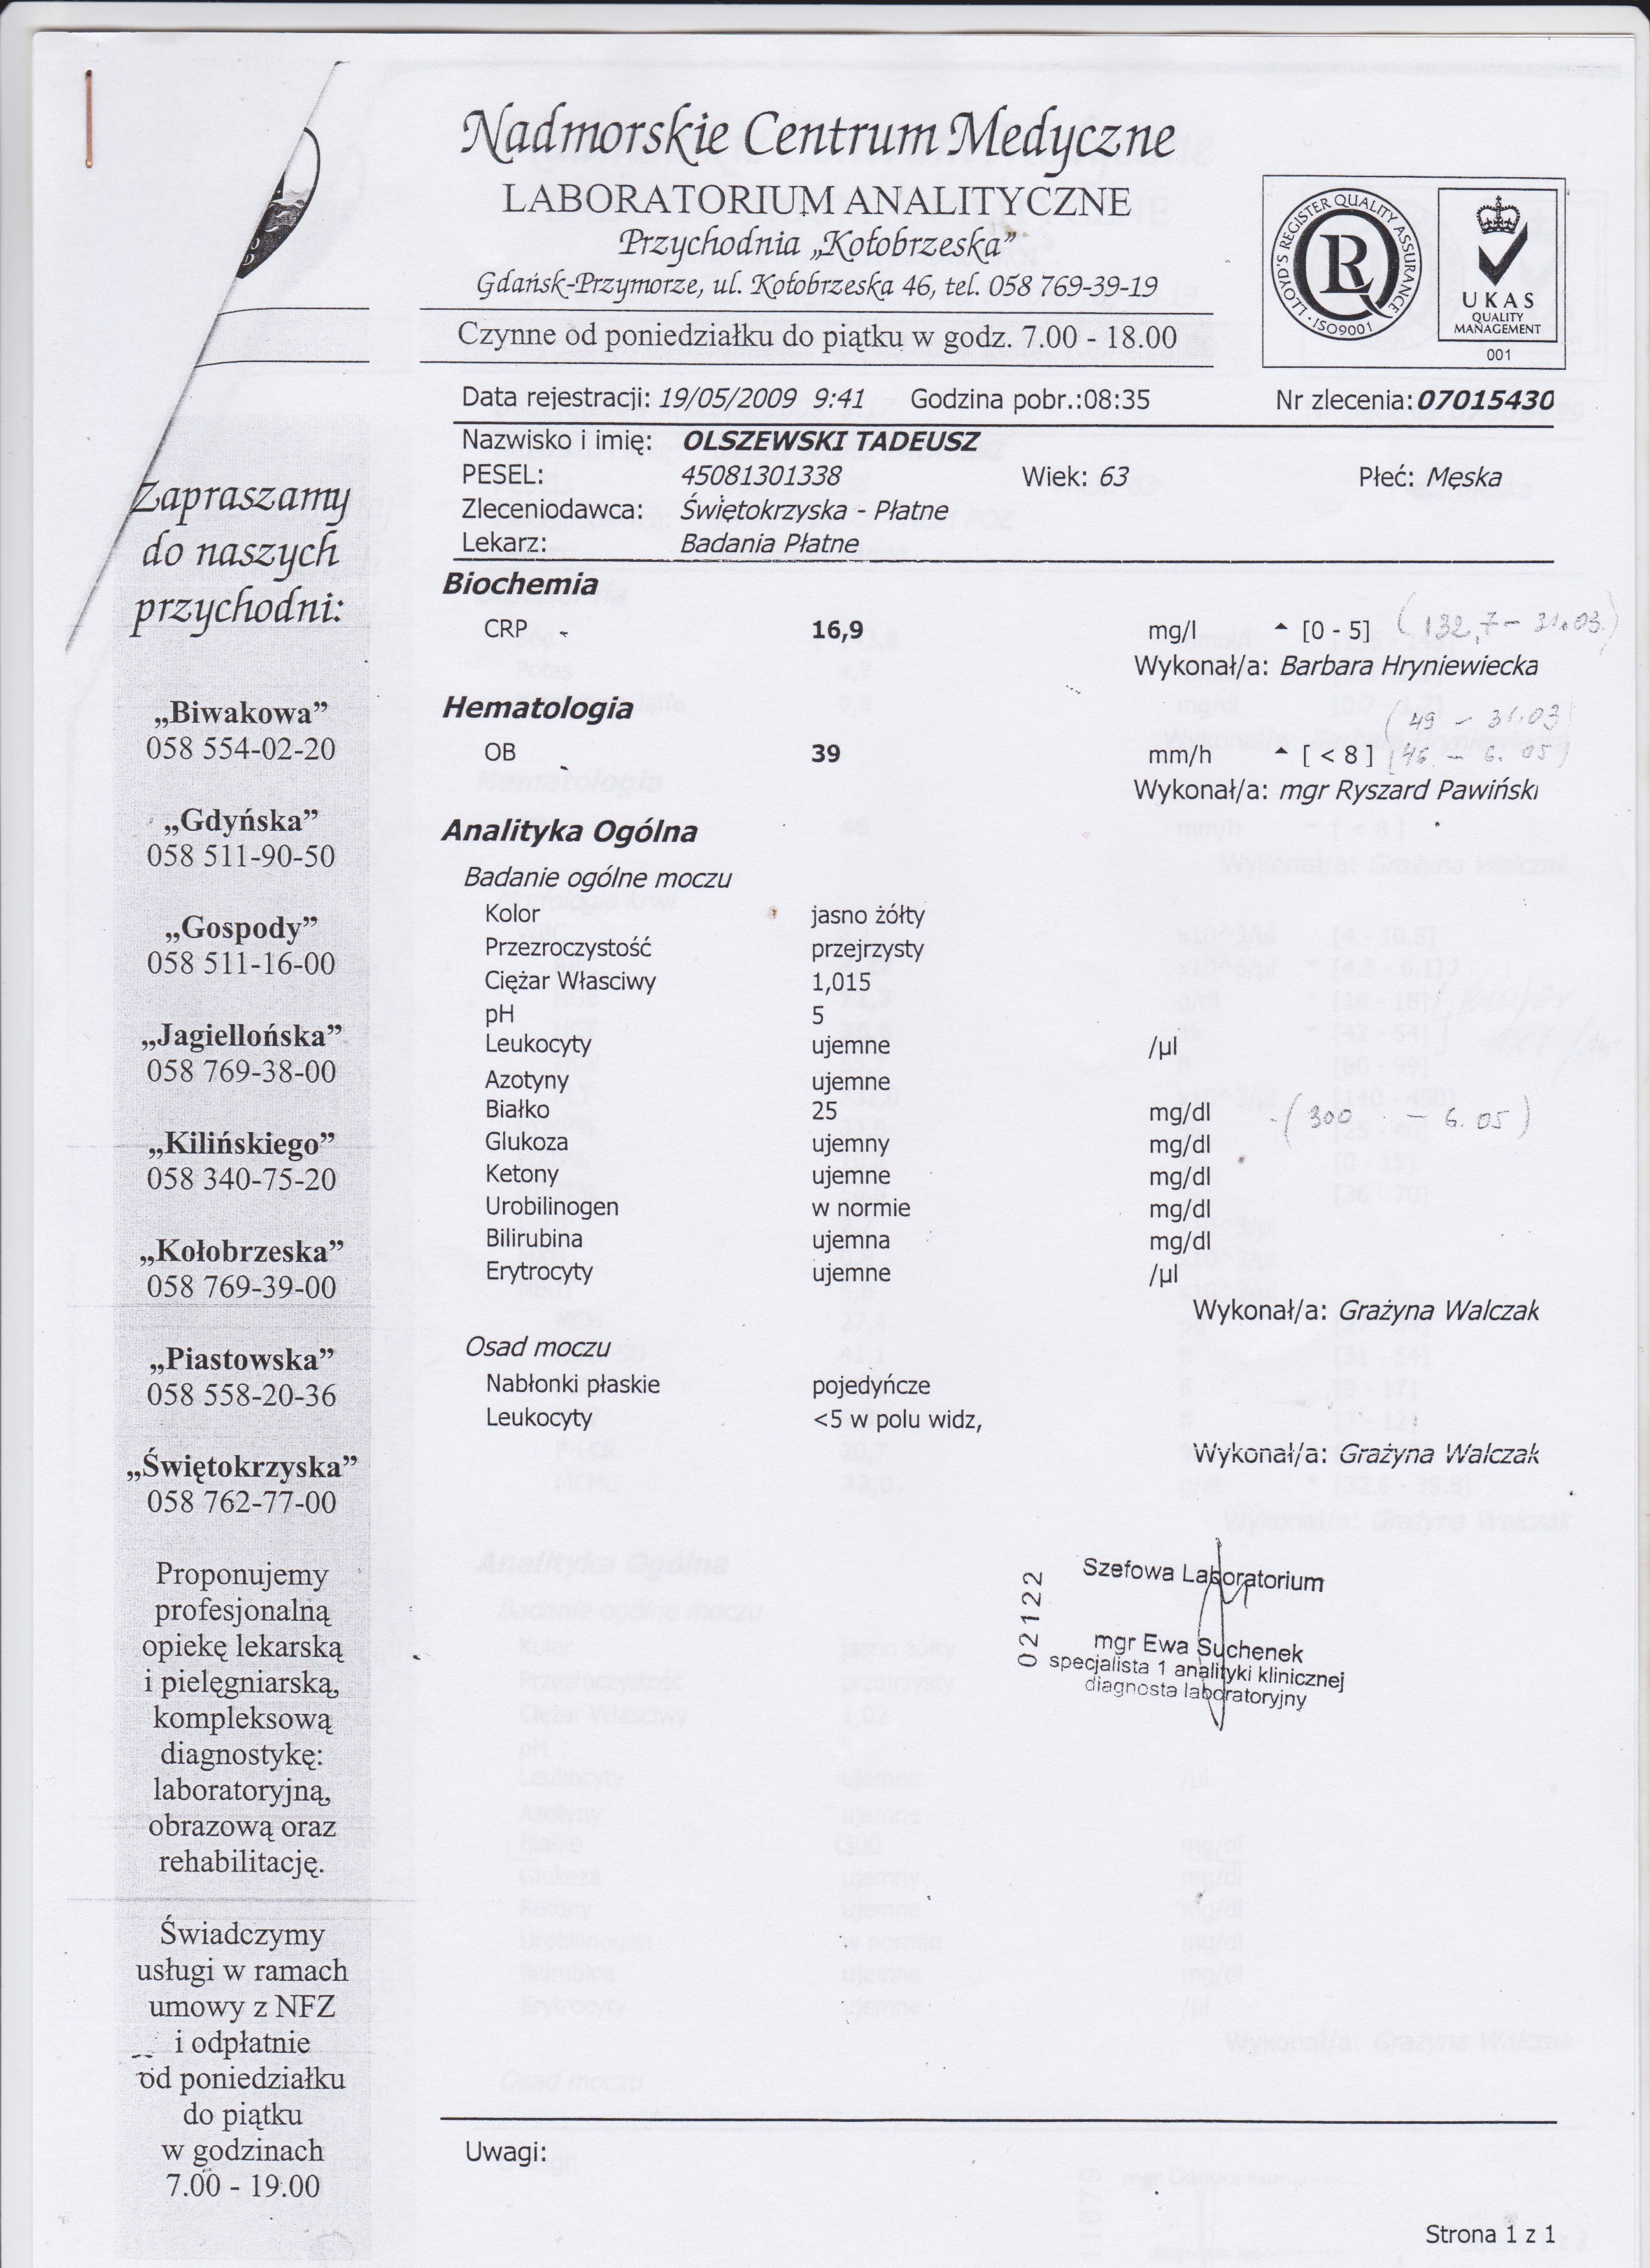 Nadmorskie Centrum Medyczne
LABORATORIUM ANALITYCZNE
Przychodnia „Kołobrzeska”
Gdańsk-Przymorze, ul. Kołobrzeska 46, tel. 058 769-39-19
Czynne od poniedziałku do piątku w godz. 7.00 - 18.00
LLOYD'S REGISTER QUALITY ASSURANCE · ISO9001
LRQ
UKAS
QUALITY
MANAGEMENT
001
Data rejestracji: 19/05/2009 9:41 Godzina pobr.:08:35 Nr zlecenia: 07015430
Nazwisko i imię: OLSZEWSKI TADEUSZ
PESEL: 45081301338 Wiek: 63 Płeć: Męska
Zleceniodawca: Świętokrzyska - Płatne
Lekarz: Badania Płatne
Biochemia
CRP 16,9 mg/l [0 - 5] (132,7 - 31.03.)
Wykonał/a: Barbara Hryniewiecka
Hematologia
(49 - 31.03)
OB 39 mm/h [ < 8 ] (46 - 6. 05)
Wykonał/a: mgr Ryszard Pawiński
Analityka Ogólna
Badanie ogólne moczu
Kolor jasno żółty
Przezroczystość przejrzysty
Ciężar Własciwy 1,015
pH 5
Leukocyty ujemne /µl
Azotyny ujemne
Białko 25 mg/dl -(300 - 6. 05)
Glukoza ujemny mg/dl
Ketony ujemne mg/dl
Urobilinogen w normie mg/dl
Bilirubina ujemna mg/dl
Erytrocyty ujemne /µl
Wykonał/a: Grażyna Walczak
Osad moczu
Nabłonki płaskie pojedyńcze
Leukocyty <5 w polu widz,
Wykonał/a: Grażyna Walczak
02122
Szefowa Laboratorium
mgr Ewa Suchenek
specjalista 1 analityki klinicznej
diagnosta laboratoryjny
Uwagi:
Strona 1 z 1
Zapraszamy
do naszych
przychodni:
„Biwakowa”
058 554-02-20
„Gdyńska”
058 511-90-50
„Gospody”
058 511-16-00
„Jagiellońska”
058 769-38-00
„Kilińskiego”
058 340-75-20
„Kołobrzeska”
058 769-39-00
„Piastowska”
058 558-20-36
„Świętokrzyska”
058 762-77-00
Proponujemy
profesjonalną
opiekę lekarską
i pielęgniarską,
kompleksową
diagnostykę:
laboratoryjną,
obrazową oraz
rehabilitację.
Świadczymy
usługi w ramach
umowy z NFZ
i odpłatnie
od poniedziałku
do piątku
w godzinach
7.00 - 19.00